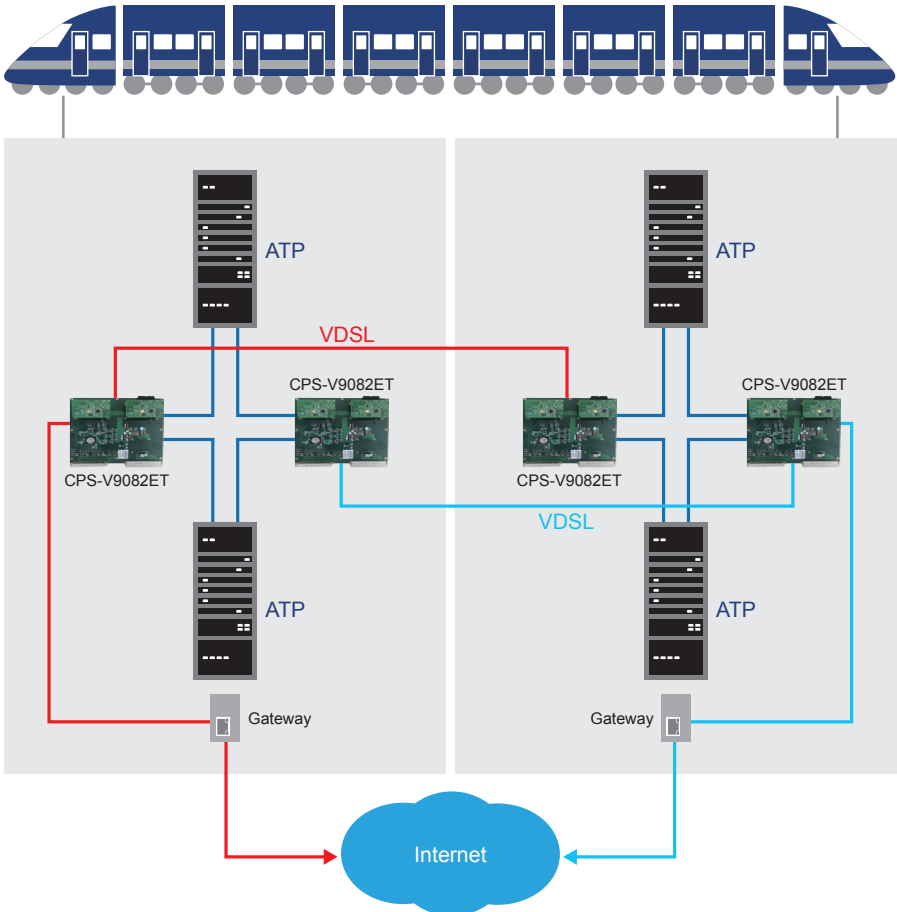 ATP
ATP
VDSL
CPS-V9082ET
CPS-V9082ET
CPS-V9082ET
CPS-V9082ET
VDSL
ATP
ATP
Gateway
Gateway
Internet